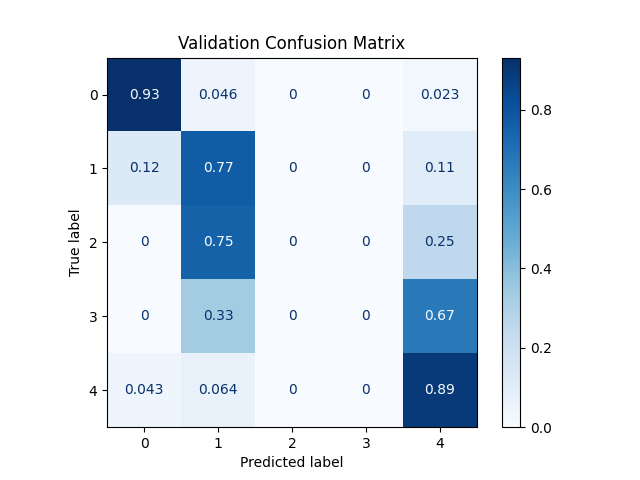 Validation Confusion Matrix
0 0.93 0.046 0 0 0.023
1 0.12 0.77 0 0 0.11
2 0 0.75 0 0 0.25
3 0 0.33 0 0 0.67
4 0.043 0.064 0 0 0.89
0 1 2 3 4
Predicted label
True label
0.8
0.6
0.4
0.2
0.0